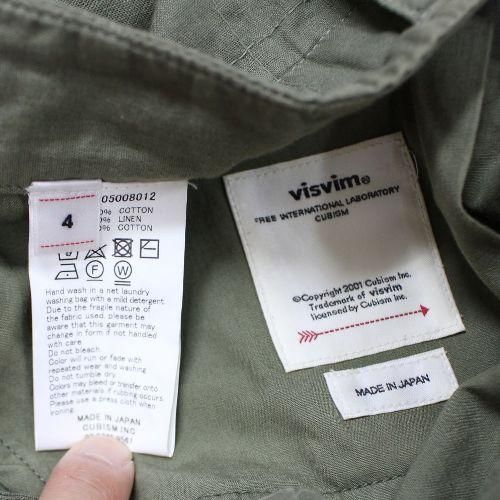 4
05008012
% COTTON
% LINEN
% COTTON
F
W
Hand wash in a net laundry
washing bag with a mild detergent.
Due to the fragile nature of
the fabric used, please be
aware that this garment may
change in form if not handled
with care.
Do not bleach.
Color will run or fade with
repeated wear and washing.
Do not tumble dry.
Colors may bleed or transfer onto
other materials if rubbing occurs.
Please use a press cloth when
ironing.
MADE IN JAPAN
CUBISM INC.
visvim®
FREE INTERNATIONAL LABORATORY
CUBISM
©Copyright 2001 Cubism Inc.
Trademark of visvim
licensed by Cubism Inc.
MADE IN JAPAN